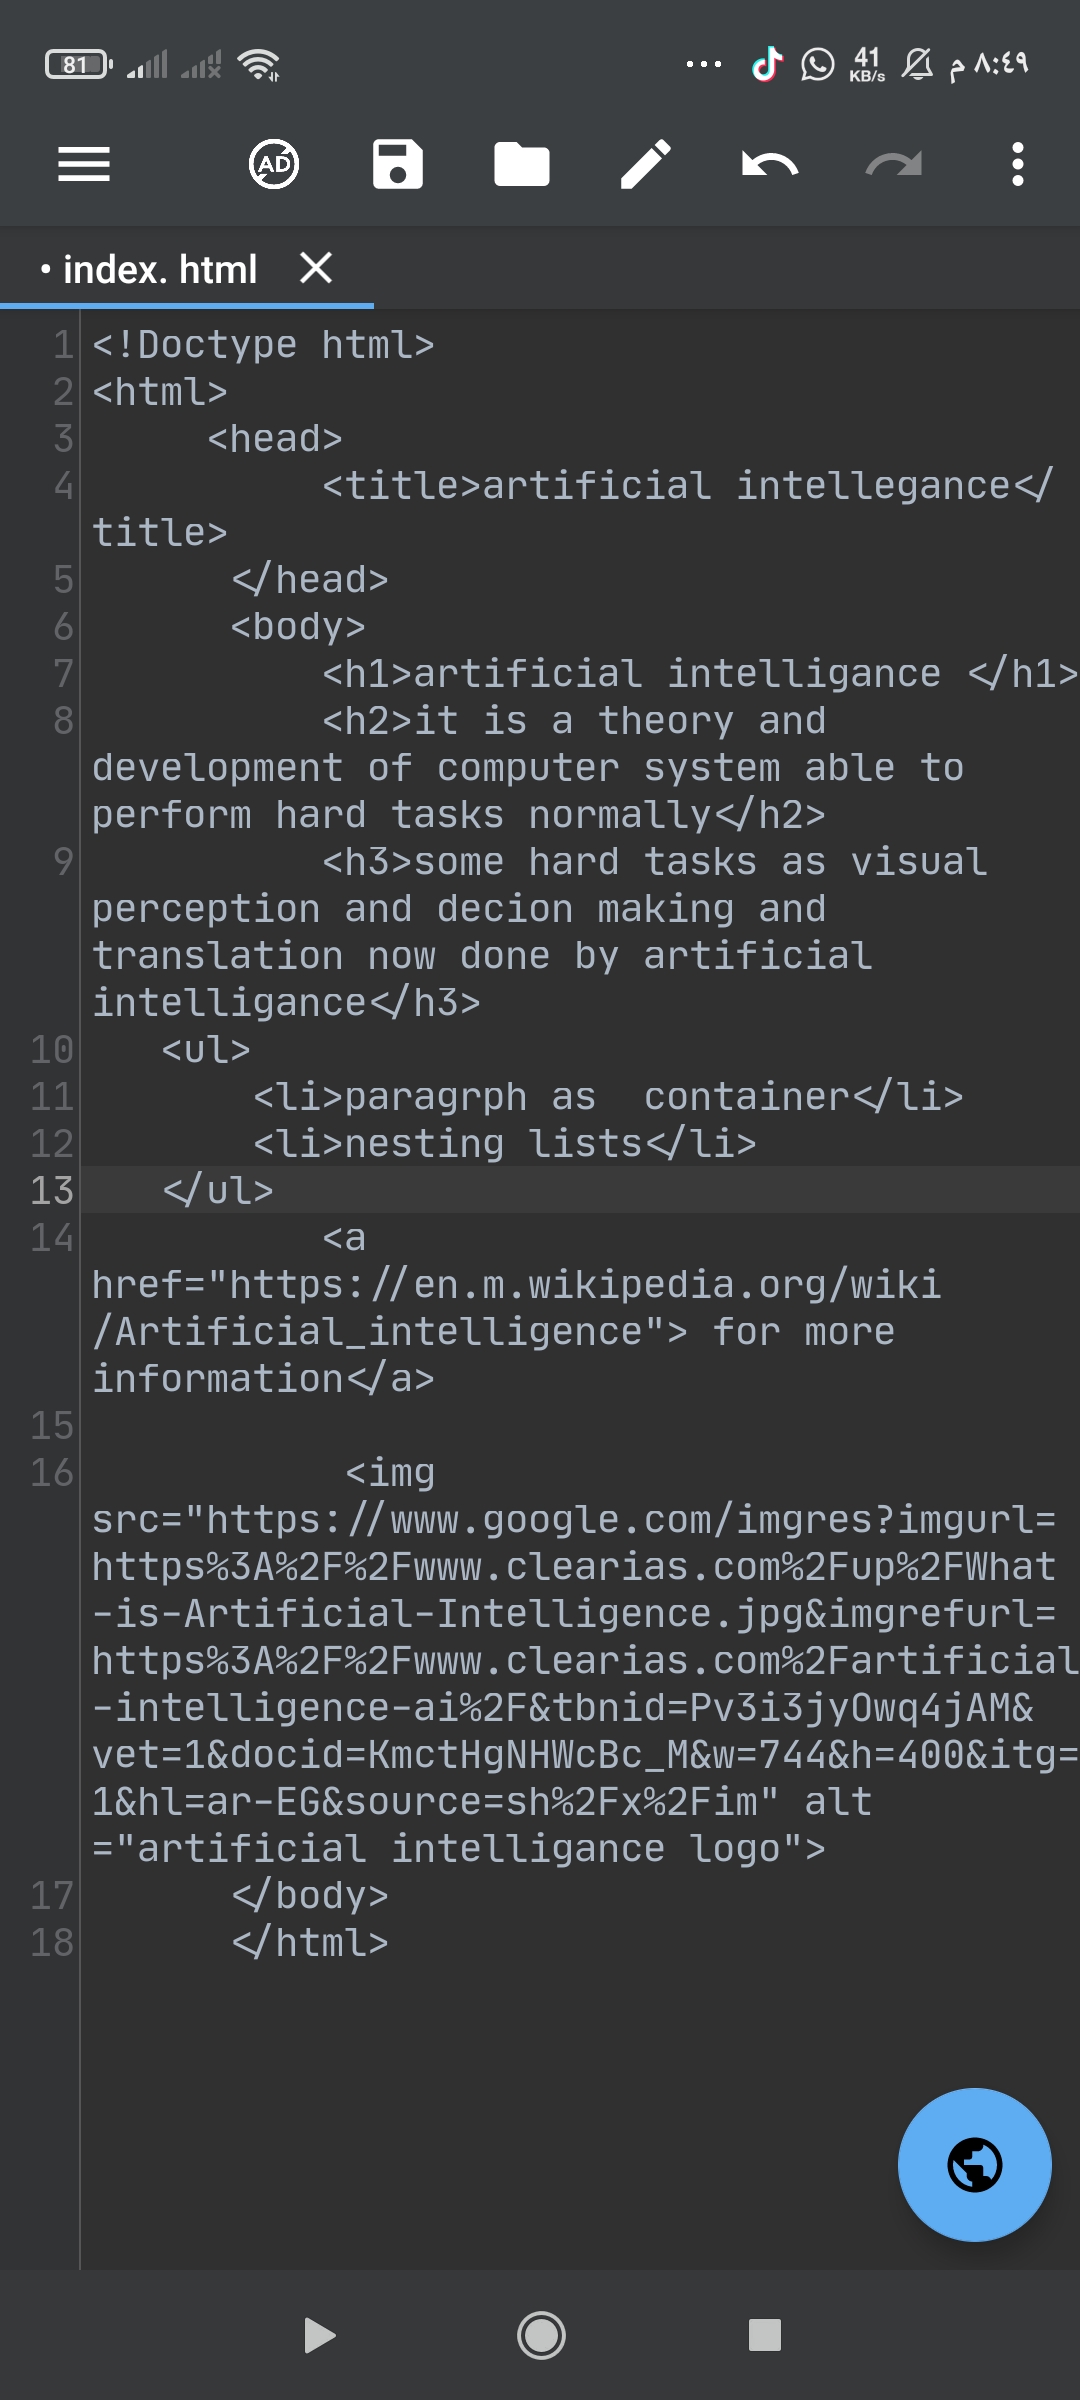 81
... 41 KB/s ٨:٤٩ م
AD
• index. html
1 <!Doctype html>
2 <html>
3 <head>
4 <title>artificial intellegance</
title>
5 </head>
6 <body>
7 <h1>artificial intelligance </h1>
8 <h2>it is a theory and
development of computer system able to
perform hard tasks normally</h2>
9 <h3>some hard tasks as visual
perception and decion making and
translation now done by artificial
intelligance</h3>
10 <ul>
11 <li>paragrph as  container</li>
12 <li>nesting lists</li>
13 </ul>
14 <a
href="https://en.m.wikipedia.org/wiki
/Artificial_intelligence"> for more
information</a>
15
16 <img
src="https://www.google.com/imgres?imgurl=
https%3A%2F%2Fwww.clearias.com%2Fup%2FWhat
-is-Artificial-Intelligence.jpg&imgrefurl=
https%3A%2F%2Fwww.clearias.com%2Fartificial
-intelligence-ai%2F&tbnid=Pv3i3jyOwq4jAM&
vet=1&docid=KmctHgNHWcBc_M&w=744&h=400&itg=
1&hl=ar-EG&source=sh%2Fx%2Fim" alt
="artificial intelligance logo">
17 </body>
18 </html>